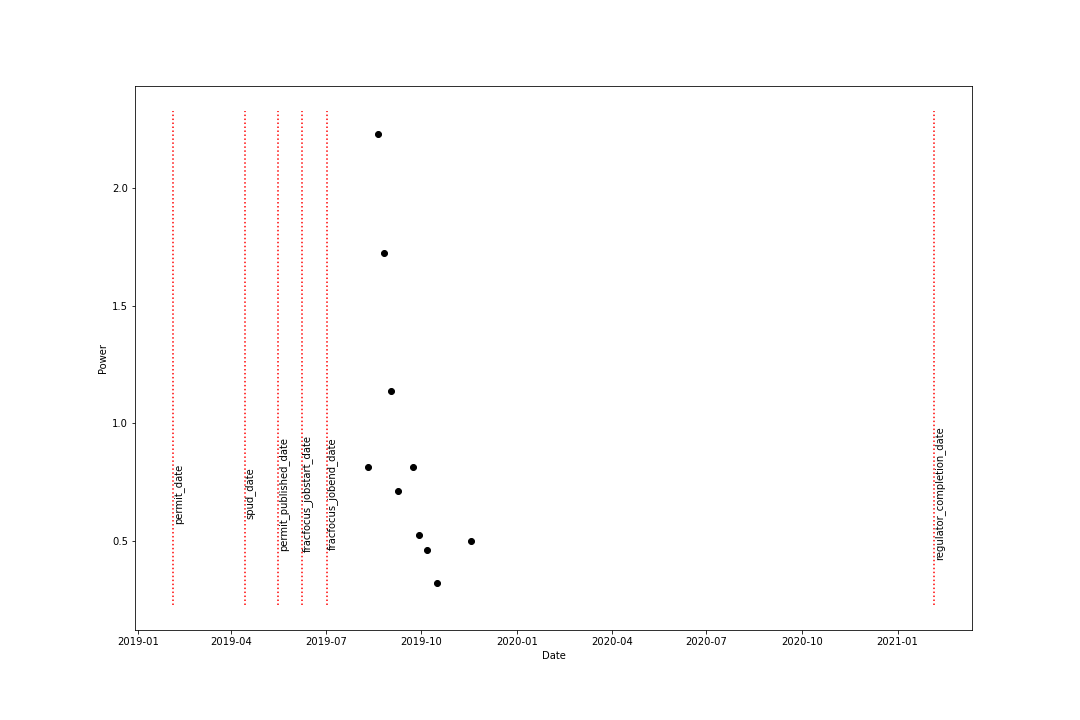 2.0
1.5
1.0
0.5
Power
permit_date
spud_date
permit_published_date
fracfocus_jobstart_date
fracfocus_jobend_date
regulator_completion_date
2019-01 2019-04 2019-07 2019-10 2020-01 2020-04 2020-07 2020-10 2021-01
Date